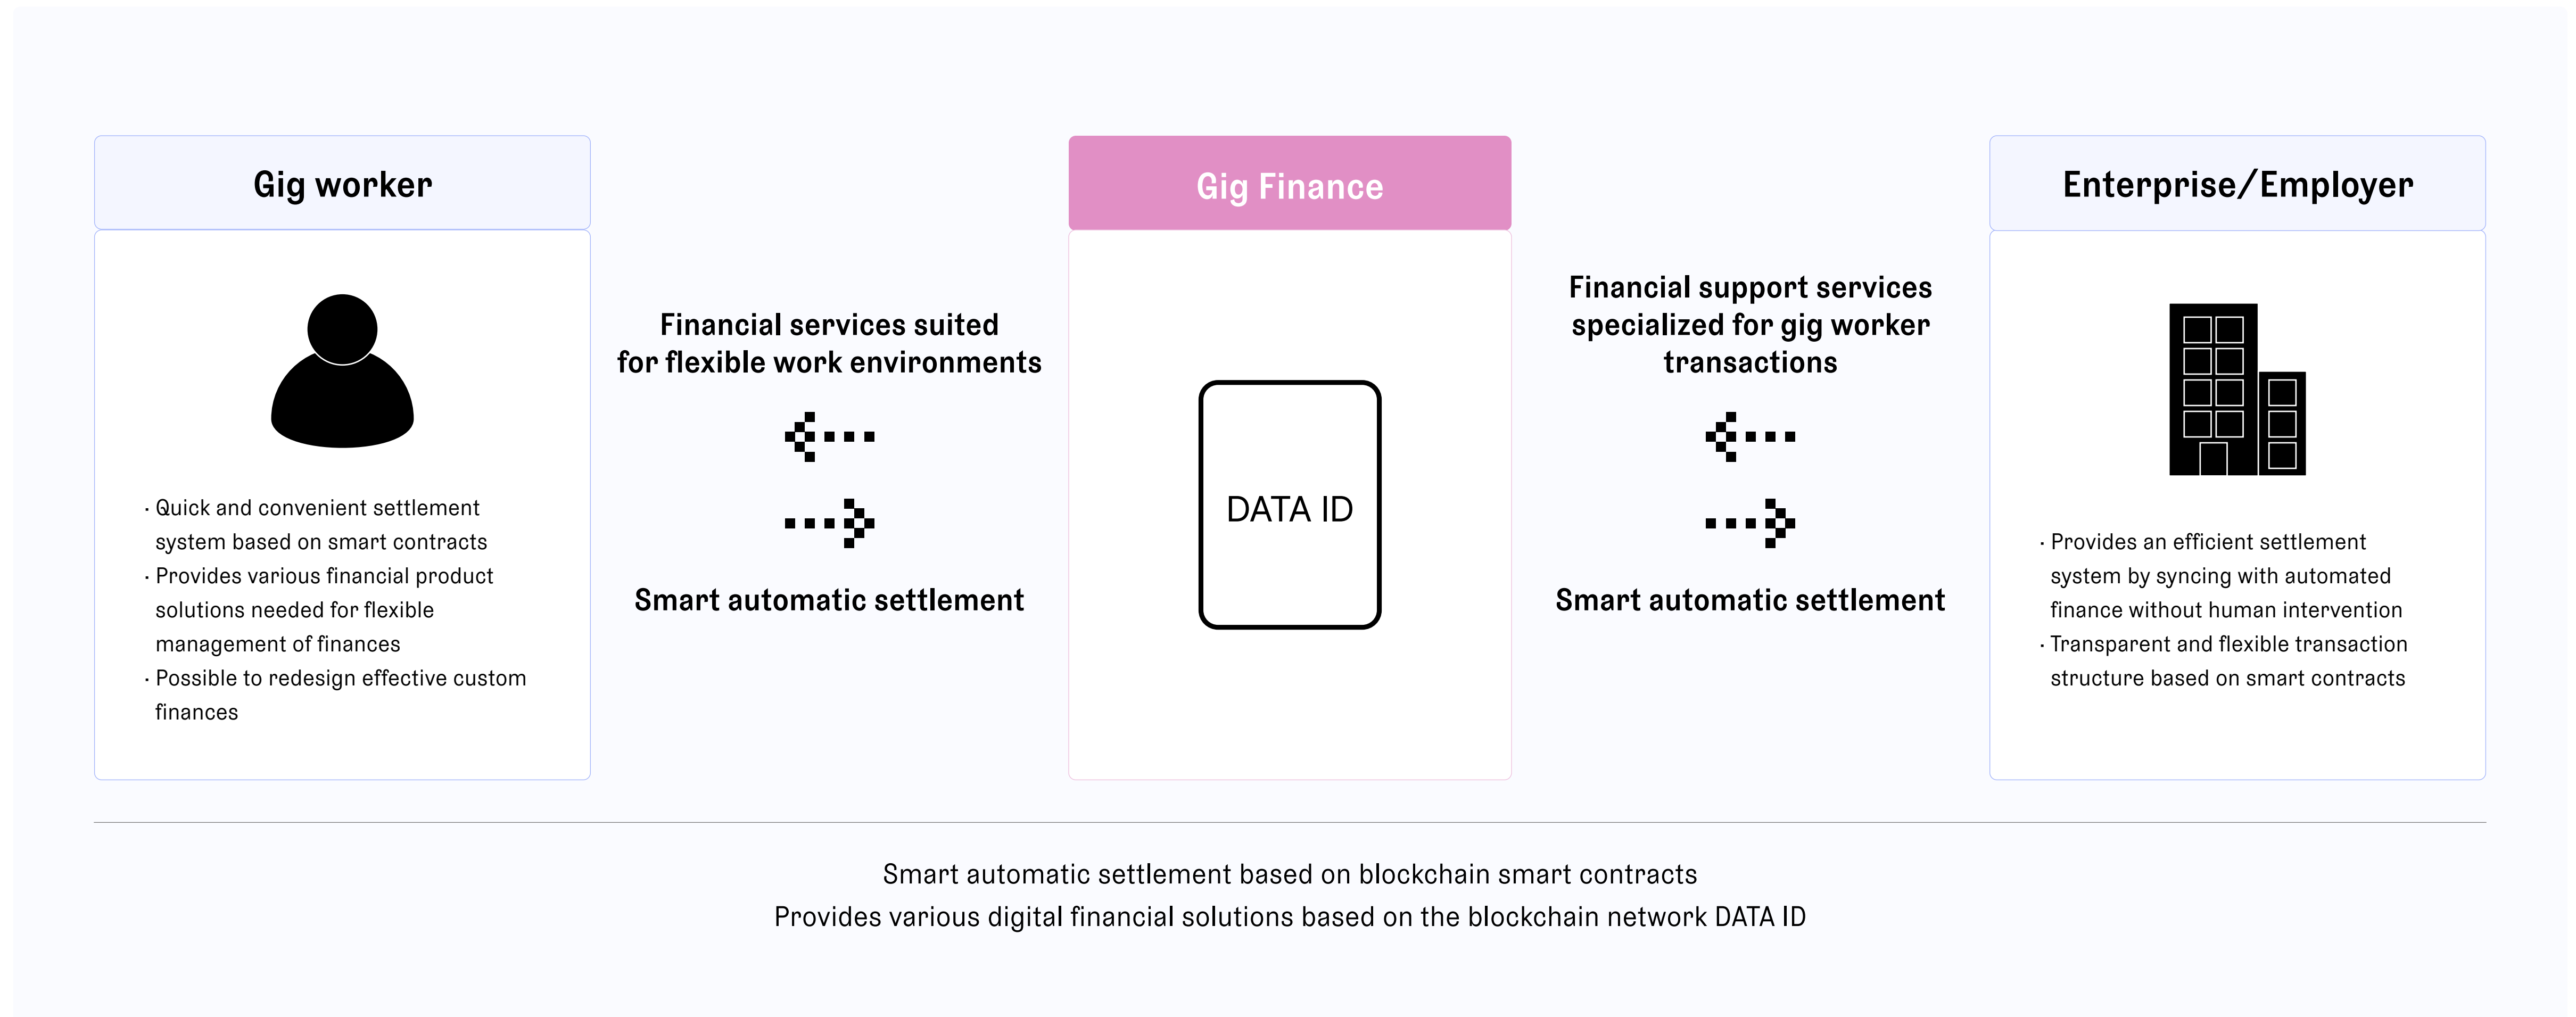 Gig worker
· Quick and convenient settlement
system based on smart contracts
· Provides various financial product
solutions needed for flexible
management of finances
· Possible to redesign effective custom
finances
Financial services suited
for flexible work environments
Smart automatic settlement
Gig Finance
DATA ID
Financial support services
specialized for gig worker
transactions
Smart automatic settlement
Enterprise/Employer
· Provides an efficient settlement
system by syncing with automated
finance without human intervention
· Transparent and flexible transaction
structure based on smart contracts
Smart automatic settlement based on blockchain smart contracts
Provides various digital financial solutions based on the blockchain network DATA ID